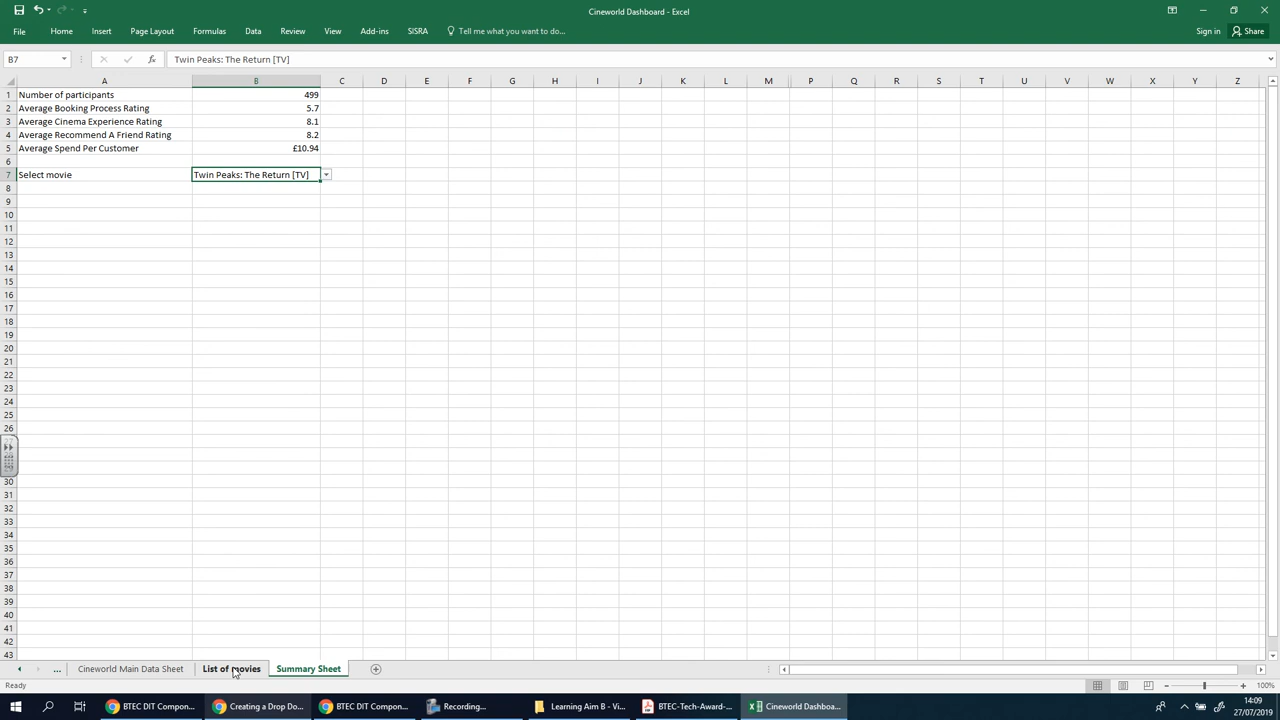 Cineworld Dashboard - Excel
File Home Insert Page Layout Formulas Data Review View Add-ins SISRA Tell me what you want to do... Sign in Share
B7 fx Twin Peaks: The Return [TV]
A B C D E F G H I J K L M P Q R S T U V W X Y Z
1 Number of participants 499
2 Average Booking Process Rating 5.7
3 Average Cinema Experience Rating 8.1
4 Average Recommend A Friend Rating 8.2
5 Average Spend Per Customer £10.94
6
7 Select movie Twin Peaks: The Return [TV]
8
9
10
11
12
13
14
15
16
17
18
19
20
21
22
23
24
25
26
30
31
32
33
34
35
36
37
38
39
40
41
42
43
... Cineworld Main Data Sheet List of movies Summary Sheet
Ready 100%
BTEC DIT Compon... Creating a Drop Do... BTEC DIT Compon... Recording... Learning Aim B - Vi... BTEC-Tech-Award-... Cineworld Dashboa... 14:09
27/07/2019